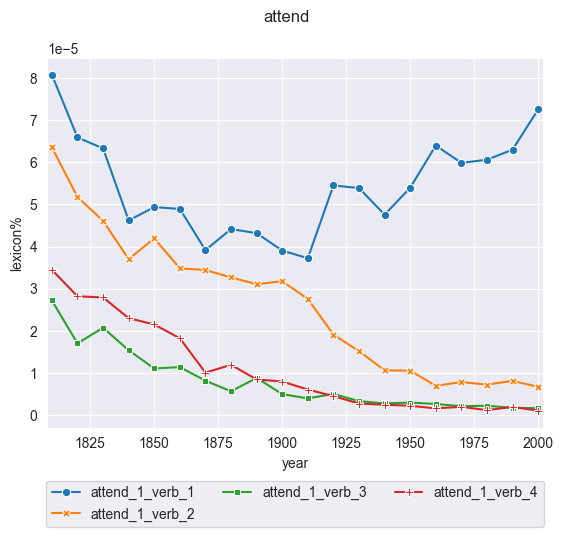 attend
1e−5
8
7
6
5
4
3
2
1
0
lexicon%
1825 1850 1875 1900 1925 1950 1975 2000
year
attend_1_verb_1 attend_1_verb_3 attend_1_verb_4
attend_1_verb_2